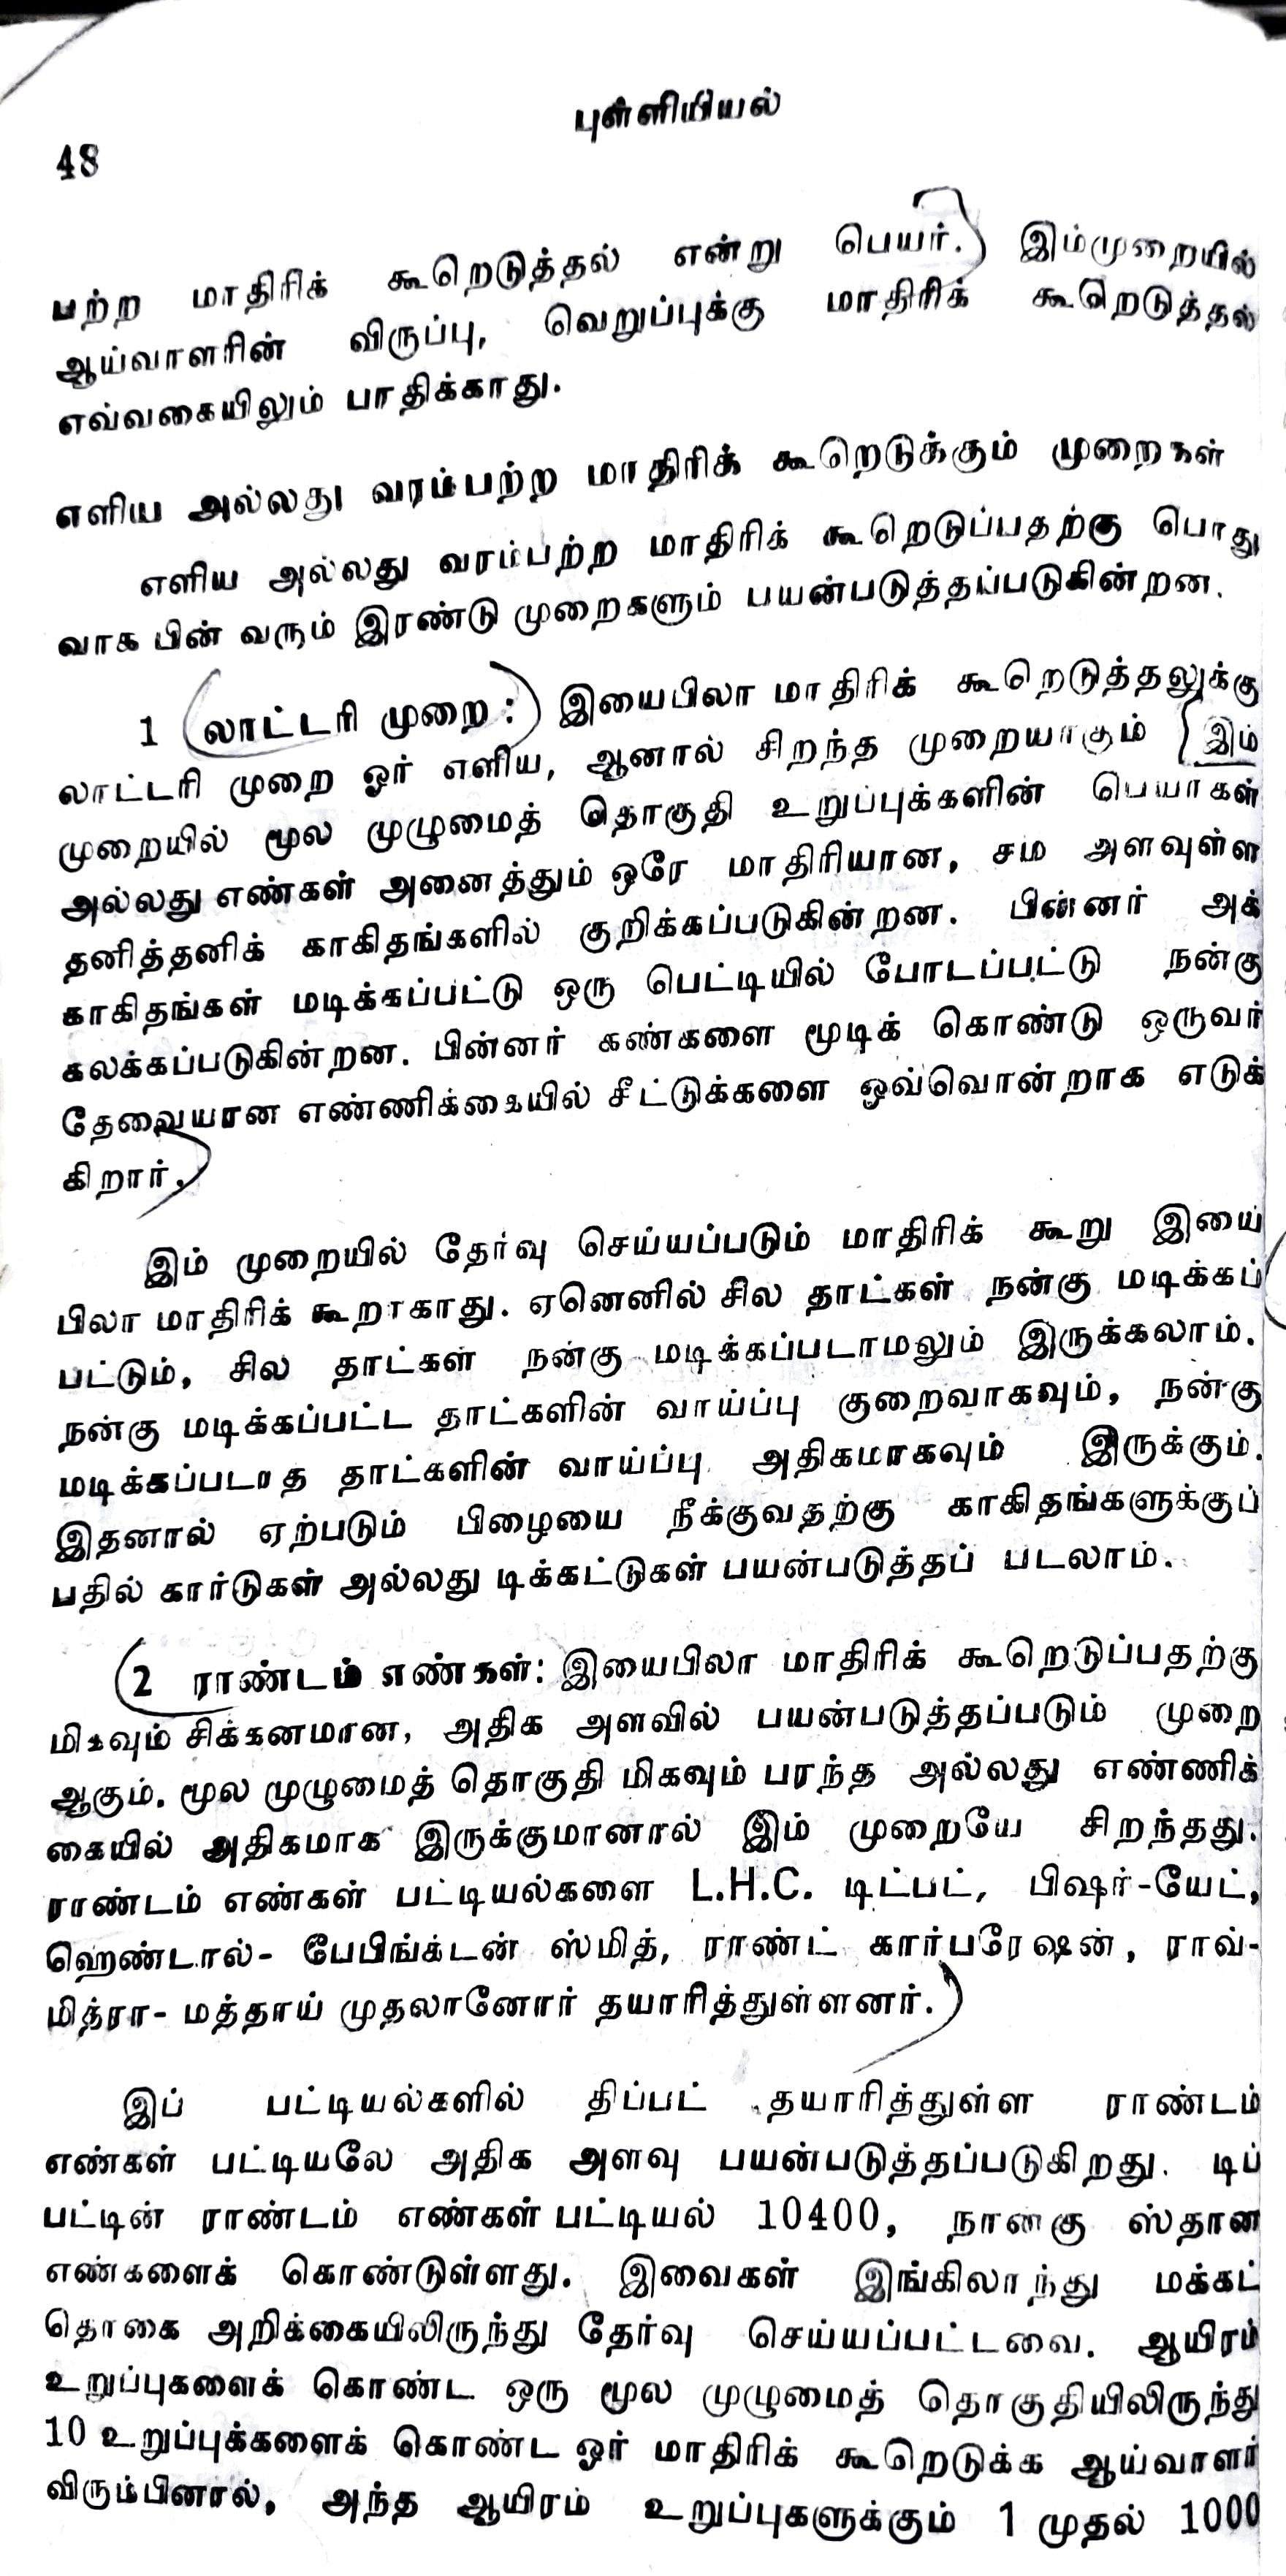 புள்ளியியல்
48
பற்ற மாதிரிக் கூறெடுத்தல் என்று பெயர். இம்முறையில்
ஆய்வாளரின் விருப்பு, வெறுப்புக்கு மாதிரிக் கூறெடுத்தல்
எவ்வகையிலும் பாதிக்காது.
எளிய அல்லது வரம்பற்ற மாதிரிக் கூறெடுக்கும் முறைகள்
எளிய அல்லது வரம்பற்ற மாதிரிக் கூறெடுப்பதற்கு பொது
வாக பின் வரும் இரண்டு முறைகளும் பயன்படுத்தப்படுகின்றன.
1 லாட்டரி முறை: இயைபிலா மாதிரிக் கூறெடுத்தலுக்கு
லாட்டரி முறை ஓர் எளிய, ஆனால் சிறந்த முறையாகும் இம்
முறையில் மூல முழுமைத் தொகுதி உறுப்புக்களின் பெயாகள்
அல்லது எண்கள் அனைத்தும் ஒரே மாதிரியான, சம அளவுள்ள
தனித்தனிக் காகிதங்களில் குறிக்கப்படுகின்றன. பின்னர் அக்
காகிதங்கள் மடிக்கப்பட்டு ஒரு பெட்டியில் போடப்பட்டு நன்கு
கலக்கப்படுகின்றன. பின்னர் கண்களை மூடிக் கொண்டு ஒருவர்
தேவையான எண்ணிக்கையில் சீட்டுக்களை ஒவ்வொன்றாக எடுக்
கிறார்.
இம் முறையில் தேர்வு செய்யப்படும் மாதிரிக் கூறு இயை
பிலா மாதிரிக் கூறாகாது. ஏனெனில் சில தாட்கள் நன்கு மடிக்கப்
பட்டும், சில தாட்கள் நன்கு மடிக்கப்படாமலும் இருக்கலாம்.
நன்கு மடிக்கப்பட்ட தாட்களின் வாய்ப்பு குறைவாகவும், நன்கு
மடிக்கப்படாத தாட்களின் வாய்ப்பு அதிகமாகவும் இருக்கும்.
இதனால் ஏற்படும் பிழையை நீக்குவதற்கு காகிதங்களுக்குப்
பதில் கார்டுகள் அல்லது டிக்கட்டுகள் பயன்படுத்தப் படலாம்.
2 ராண்டம் எண்கள்: இயைபிலா மாதிரிக் கூறெடுப்பதற்கு
மிகவும் சிக்கனமான, அதிக அளவில் பயன்படுத்தப்படும் முறை
ஆகும். மூல முழுமைத் தொகுதி மிகவும் பரந்த அல்லது எண்ணிக்
கையில் அதிகமாக இருக்குமானால் இம் முறையே சிறந்தது.
ராண்டம் எண்கள் பட்டியல்களை L.H.C. டிட்பட், பிஷர்-யேட்,
ஹெண்டால்- பேபிங்க்டன் ஸ்மித், ராண்ட் கார்பரேஷன், ராவ்-
மித்ரா- மத்தாய் முதலானோர் தயாரித்துள்ளனர்.
இப் பட்டியல்களில் திப்பட் தயாரித்துள்ள ராண்டம்
எண்கள் பட்டியலே அதிக அளவு பயன்படுத்தப்படுகிறது. டிப்
பட்டின் ராண்டம் எண்கள் பட்டியல் 10400, நான்கு ஸ்தான
எண்களைக் கொண்டுள்ளது. இவைகள் இங்கிலாந்து மக்கட்
தொகை அறிக்கையிலிருந்து தேர்வு செய்யப்பட்டவை. ஆயிரம்
உறுப்புகளைக் கொண்ட ஒரு மூல முழுமைத் தொகுதியிலிருந்து
10 உறுப்புக்களைக் கொண்ட ஓர் மாதிரிக் கூறெடுக்க ஆய்வாளர்
விரும்பினால், அந்த ஆயிரம் உறுப்புகளுக்கும் 1 முதல் 1000